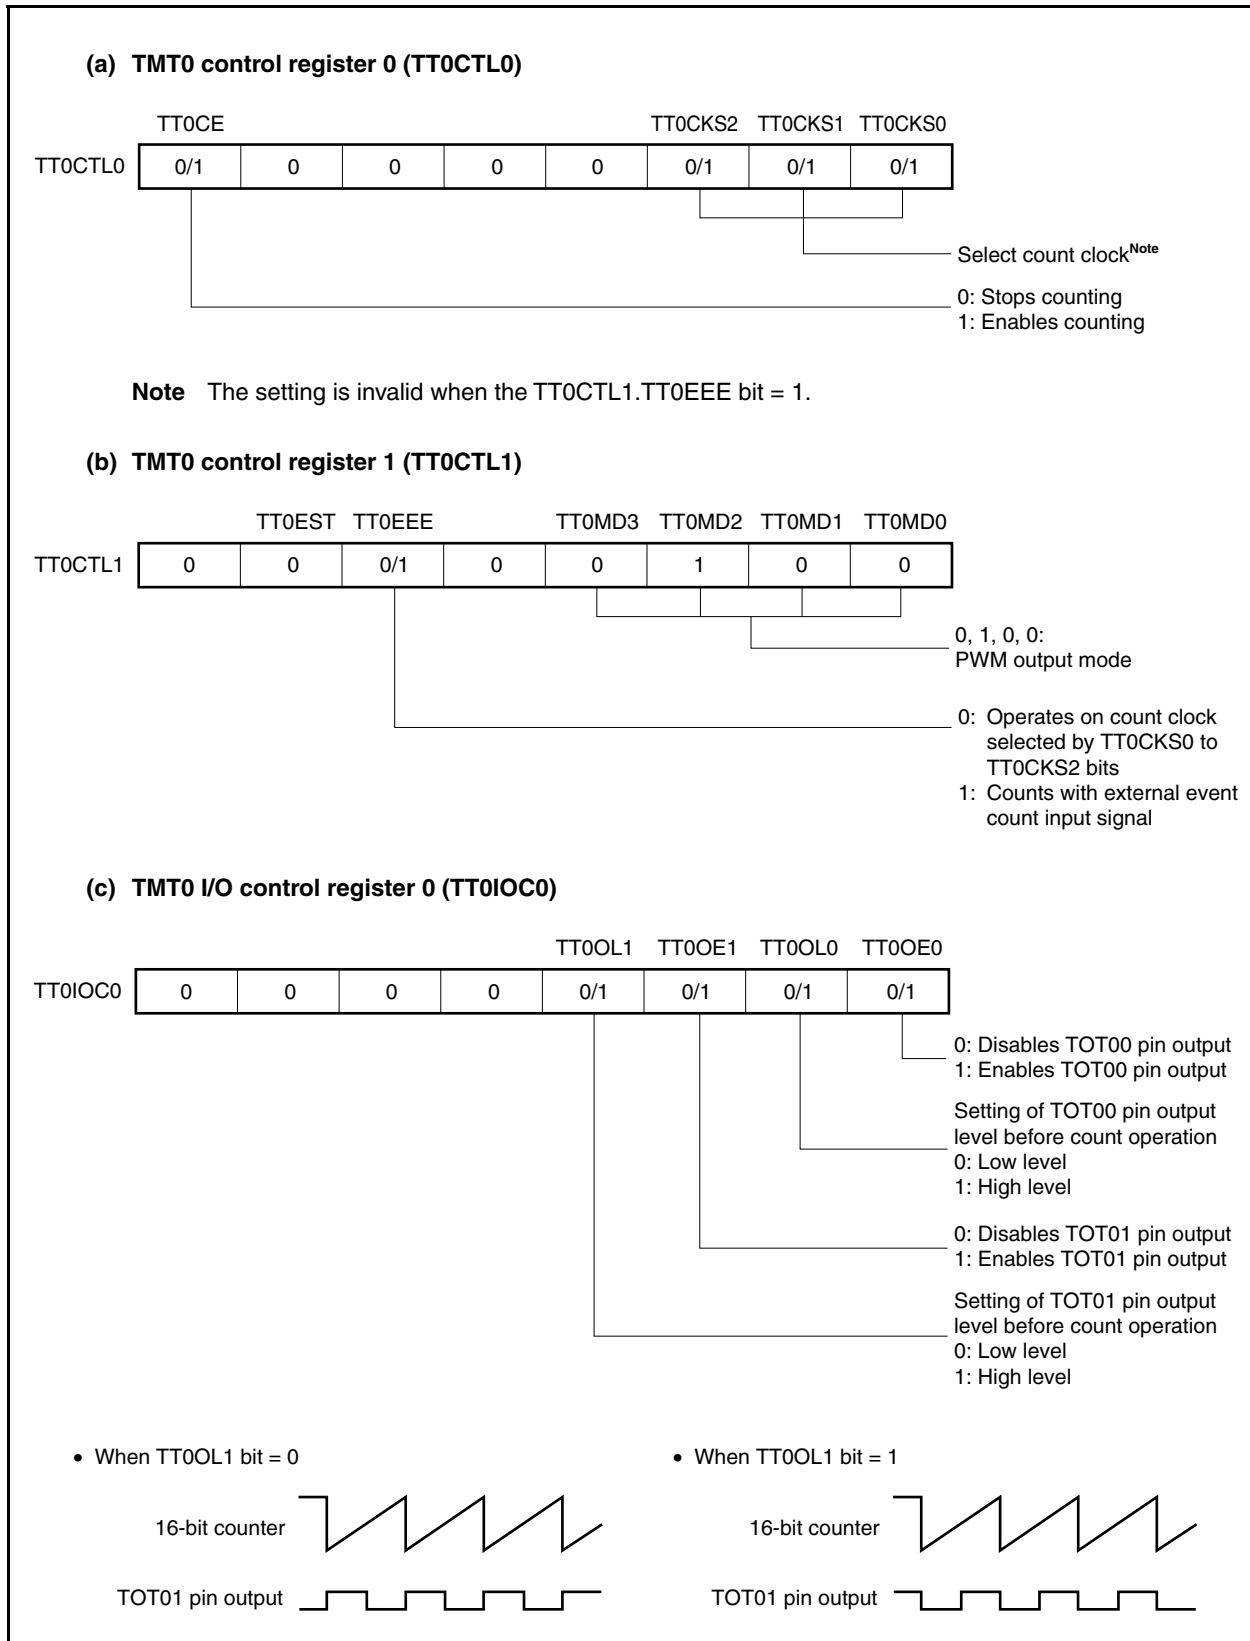 (a) TMT0 control register 0 (TT0CTL0)
TT0CE TT0CKS2 TT0CKS1 TT0CKS0
TT0CTL0 0/1 0 0 0 0 0/1 0/1 0/1
Select count clockNote
0: Stops counting
1: Enables counting
Note The setting is invalid when the TT0CTL1.TT0EEE bit = 1.
(b) TMT0 control register 1 (TT0CTL1)
TT0EST TT0EEE TT0MD3 TT0MD2 TT0MD1 TT0MD0
TT0CTL1 0 0 0/1 0 0 1 0 0
0, 1, 0, 0:
PWM output mode
0: Operates on count clock
selected by TT0CKS0 to
TT0CKS2 bits
1: Counts with external event
count input signal
(c) TMT0 I/O control register 0 (TT0IOC0)
TT0OL1 TT0OE1 TT0OL0 TT0OE0
TT0IOC0 0 0 0 0 0/1 0/1 0/1 0/1
0: Disables TOT00 pin output
1: Enables TOT00 pin output
Setting of TOT00 pin output
level before count operation
0: Low level
1: High level
0: Disables TOT01 pin output
1: Enables TOT01 pin output
Setting of TOT01 pin output
level before count operation
0: Low level
1: High level
• When TT0OL1 bit = 0
16-bit counter
TOT01 pin output
• When TT0OL1 bit = 1
16-bit counter
TOT01 pin output